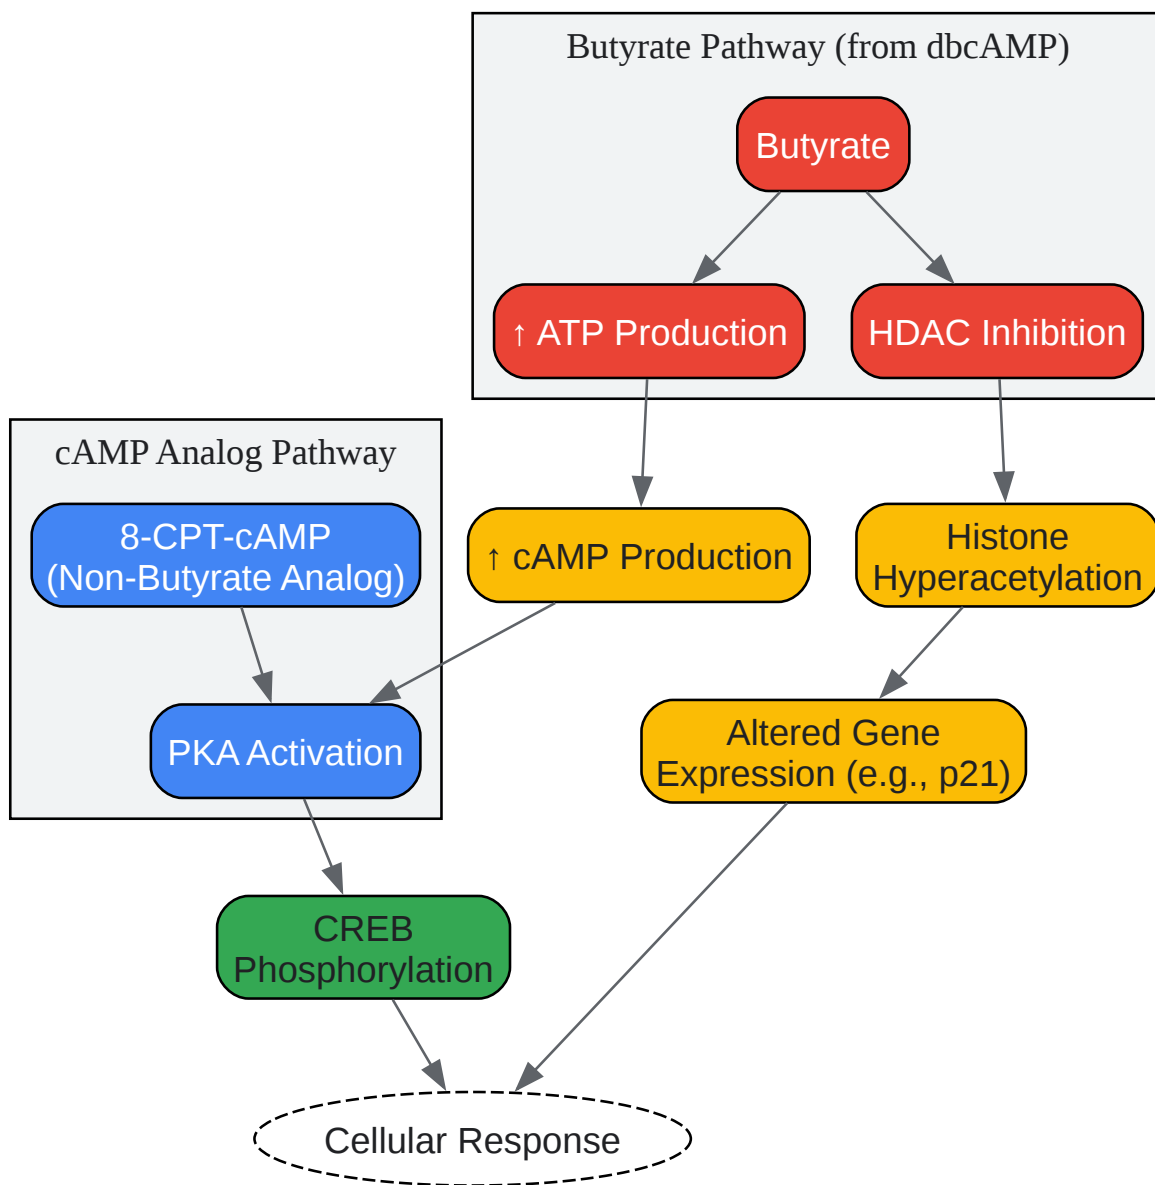 Butyrate Pathway (from dbcAMP)
Butyrate
↑ ATP Production
HDAC Inhibition
cAMP Analog Pathway
8-CPT-cAMP
(Non-Butyrate Analog)
↑ cAMP Production
Histone
Hyperacetylation
PKA Activation
Altered Gene
Expression (e.g., p21)
CREB
Phosphorylation
Cellular Response